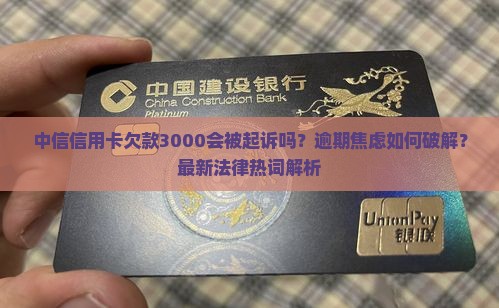 中国建设银行
China Construction Bank
Platinum
中信信用卡欠款3000会被起诉吗？逾期焦虑如何破解？
最新法律热词解析
UnionPay
银联